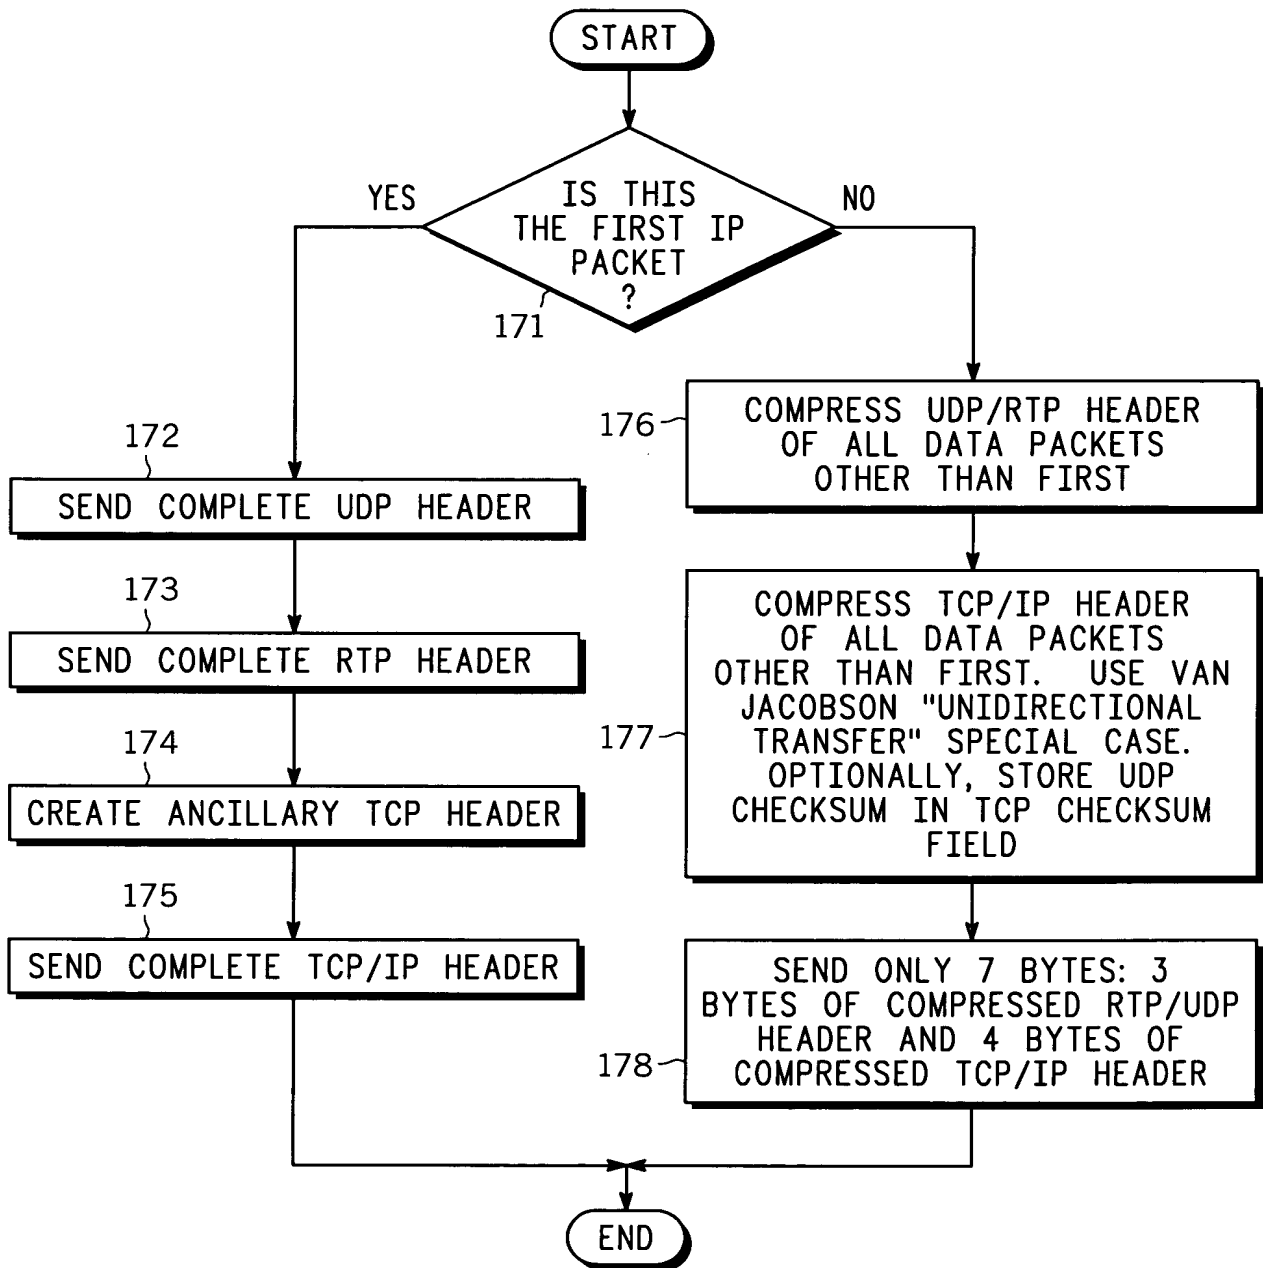 START
IS THIS
THE FIRST IP
PACKET
?
YES
NO
171
172
SEND COMPLETE UDP HEADER
173
SEND COMPLETE RTP HEADER
174
CREATE ANCILLARY TCP HEADER
175
SEND COMPLETE TCP/IP HEADER
176
COMPRESS UDP/RTP HEADER
OF ALL DATA PACKETS
OTHER THAN FIRST
177
COMPRESS TCP/IP HEADER
OF ALL DATA PACKETS
OTHER THAN FIRST. USE VAN
JACOBSON "UNIDIRECTIONAL
TRANSFER" SPECIAL CASE.
OPTIONALLY, STORE UDP
CHECKSUM IN TCP CHECKSUM
FIELD
178
SEND ONLY 7 BYTES: 3
BYTES OF COMPRESSED RTP/UDP
HEADER AND 4 BYTES OF
COMPRESSED TCP/IP HEADER
END